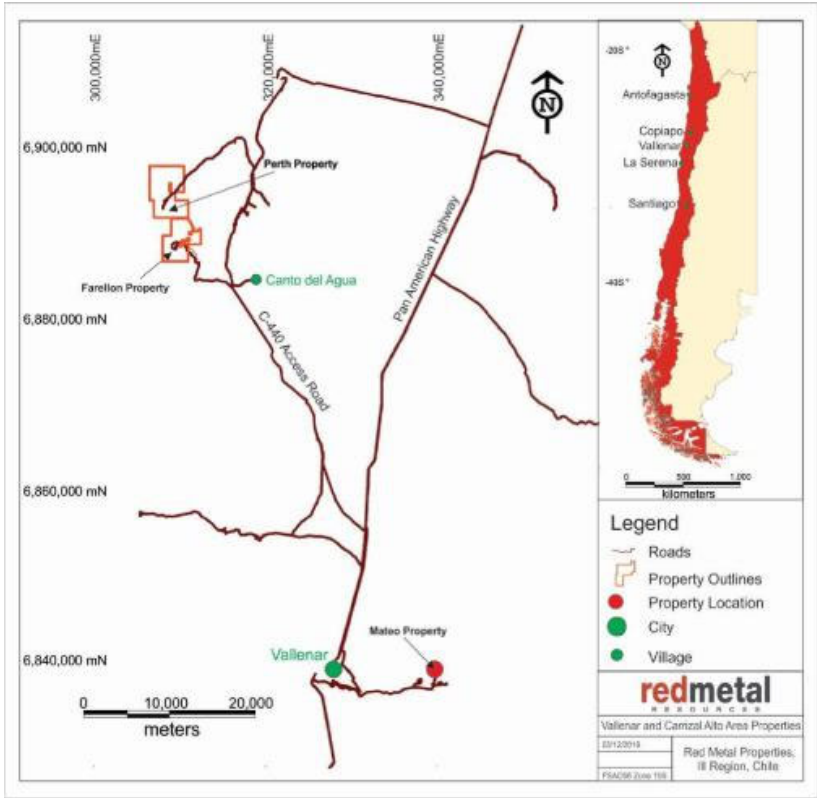 300,000mE
320,000mE
340,000mE
6,900,000 mN
6,880,000 mN
6,860,000 mN
6,840,000 mN
N
Perth Property
Farellon Property
Canto del Agua
C-440 Access Road
Pan American Highway
Vallenar
Mateo Property
0 10,000 20,000
meters
N
-20S °
Antofagasta
Copiapo
Vallenar
La Serena
Santiago
-40S °
0 500 1,000
kilometers
Legend
Roads
Property Outlines
Property Location
City
Village
redmetal
RESOURCES
Vallenar and Carrizal Alto Area Properties
Red Metal Properties,
III Region, Chile